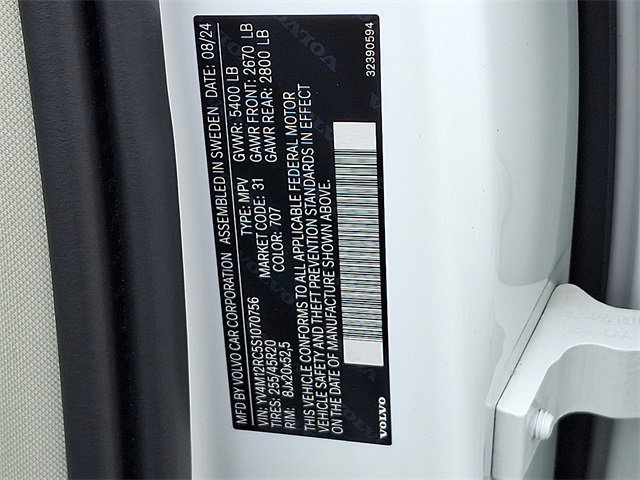 MFD BY VOLVO CAR CORPORATION ASSEMBLED IN SWEDEN DATE: 08/24
VIN: YV4M12RC5S1070756 TYPE: MPV GVWR: 5400 LB
TIRES: 255/45R20 MARKET CODE: 31 GAWR FRONT: 2670 LB
RIM: 8Jx20x52,5 COLOR: 707 GAWR REAR: 2800 LB
THIS VEHICLE CONFORMS TO ALL APPLICABLE FEDERAL MOTOR
VEHICLE SAFETY AND THEFT PREVENTION STANDARDS IN EFFECT
ON THE DATE OF MANUFACTURE SHOWN ABOVE.
VOLVO 32390594